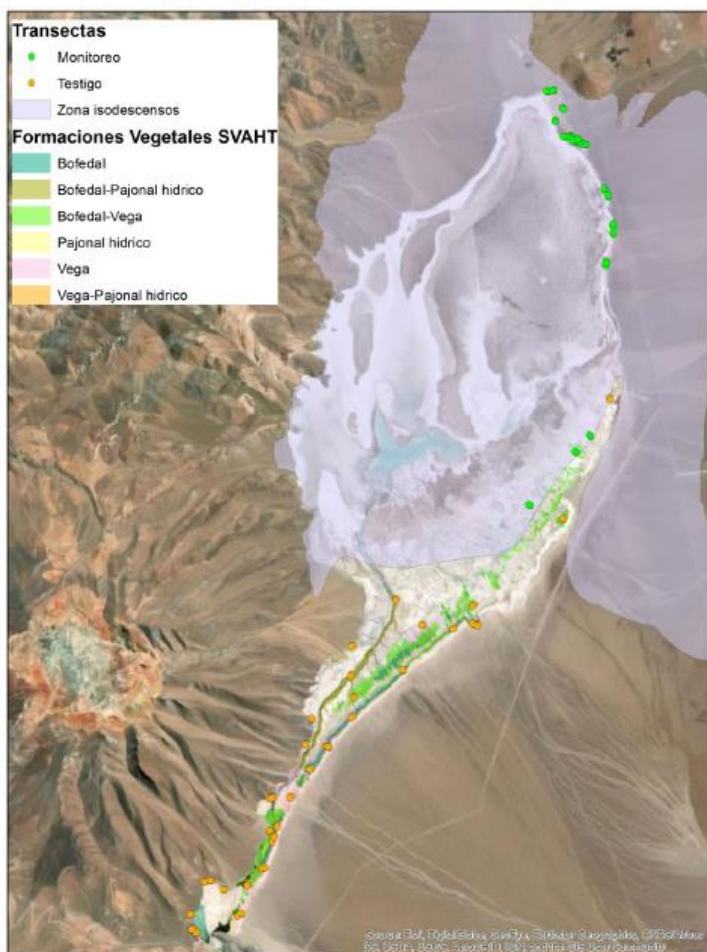 Transectas
Monitoreo
Testigo
Zona isodescensos
Formaciones Vegetales SVAHT
Bofedal
Bofedal-Pajonal hidrico
Bofedal-Vega
Pajonal hidrico
Vega
Vega-Pajonal hidrico